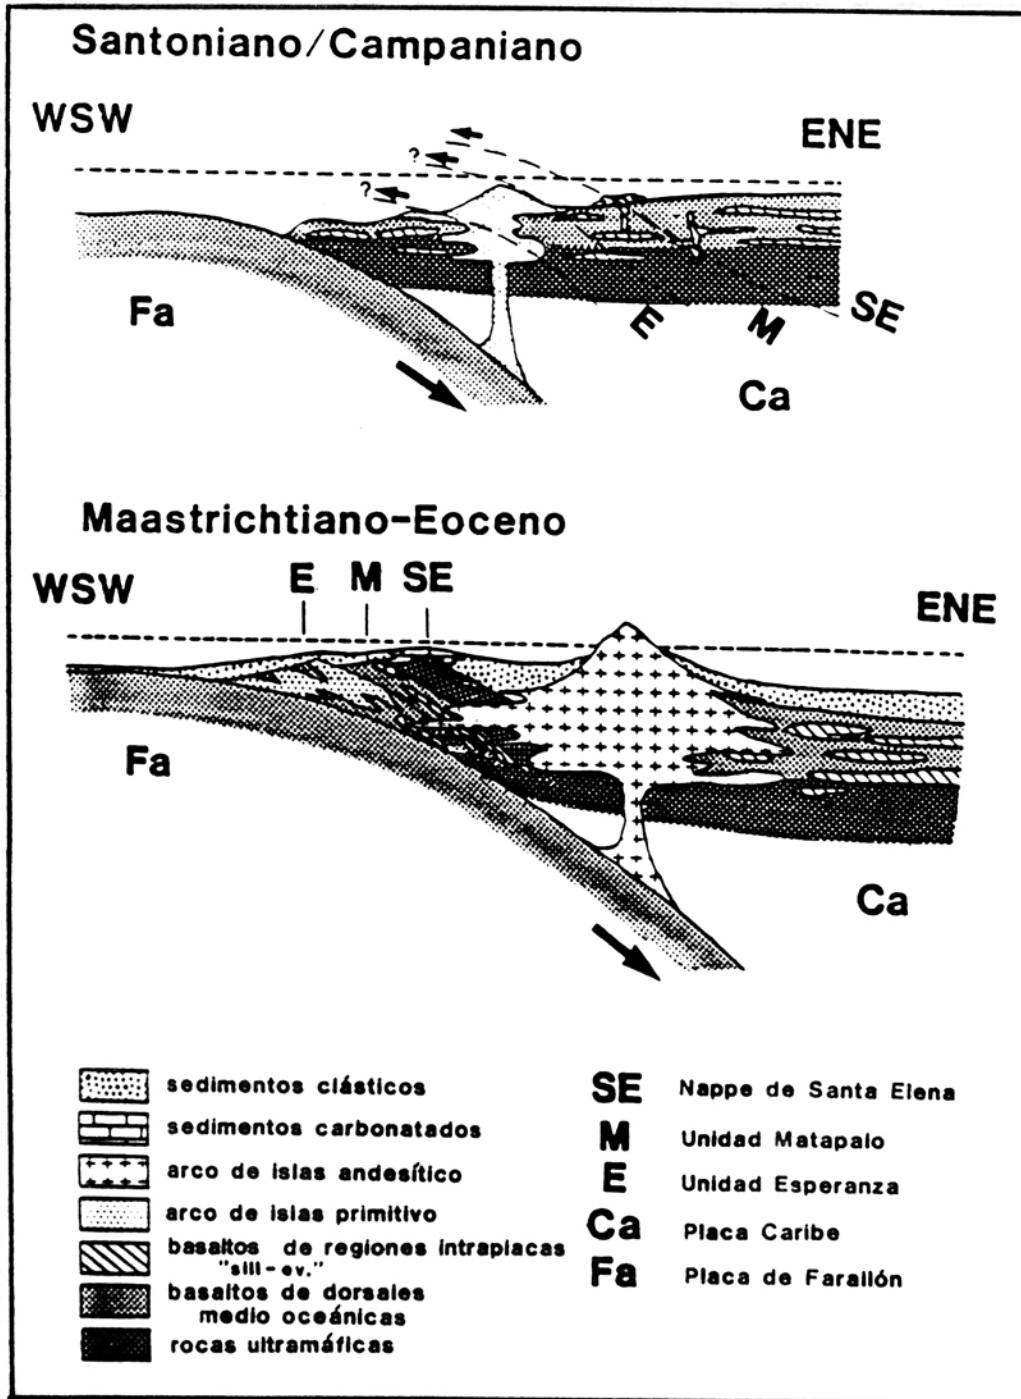 Santoniano/Campaniano
WSW
ENE
?
?
Fa
E
M
SE
Ca
Maastrichtiano-Eoceno
WSW
E M SE
ENE
Fa
Ca
sedimentos clásticos
sedimentos carbonatados
arco de islas andesítico
arco de islas primitivo
basaltos de regiones intraplacas
"sill-ev."
basaltos de dorsales
medio oceánicas
rocas ultramáficas
SE Nappe de Santa Elena
M Unidad Matapalo
E Unidad Esperanza
Ca Placa Caribe
Fa Placa de Farallón